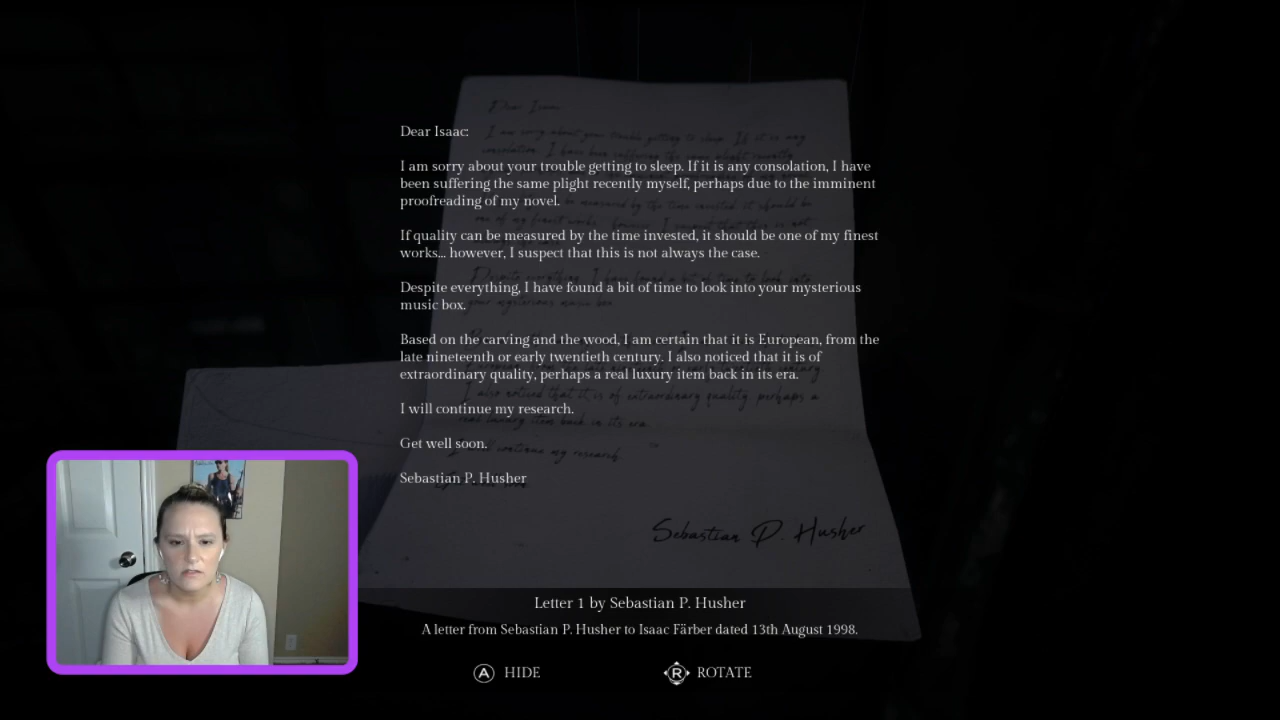 Dear Isaac:
I am sorry about your trouble getting to sleep. If it is any consolation, I have
been suffering the same plight recently myself, perhaps due to the imminent
proofreading of my novel.
If quality can be measured by the time invested, it should be one of my finest
works... however, I suspect that this is not always the case.
Despite everything, I have found a bit of time to look into your mysterious
music box.
Based on the carving and the wood, I am certain that it is European, from the
late nineteenth or early twentieth century. I also noticed that it is of
extraordinary quality, perhaps a real luxury item back in its era.
I will continue my research.
Get well soon.
Sebastian P. Husher
Sebastian P. Husher
Letter 1 by Sebastian P. Husher
A letter from Sebastian P. Husher to Isaac Färber dated 13th August 1998.
A HIDE
R ROTATE